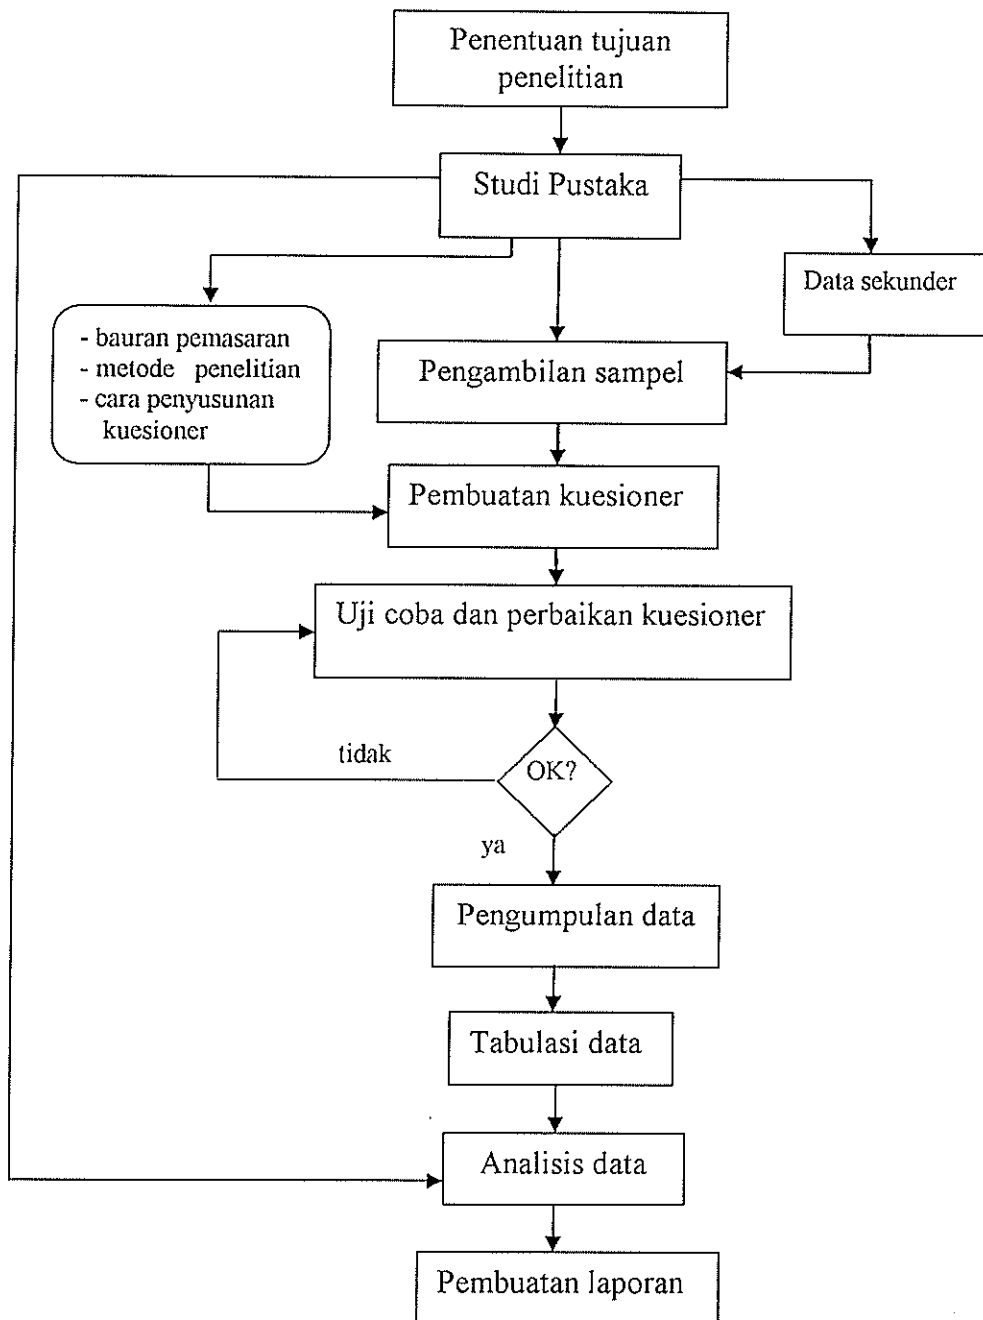 Penentuan tujuan
penelitian
Studi Pustaka
Data sekunder
- bauran pemasaran
- metode penelitian
- cara penyusunan
kuesioner
Pengambilan sampel
Pembuatan kuesioner
Uji coba dan perbaikan kuesioner
tidak
OK?
ya
Pengumpulan data
Tabulasi data
Analisis data
Pembuatan laporan